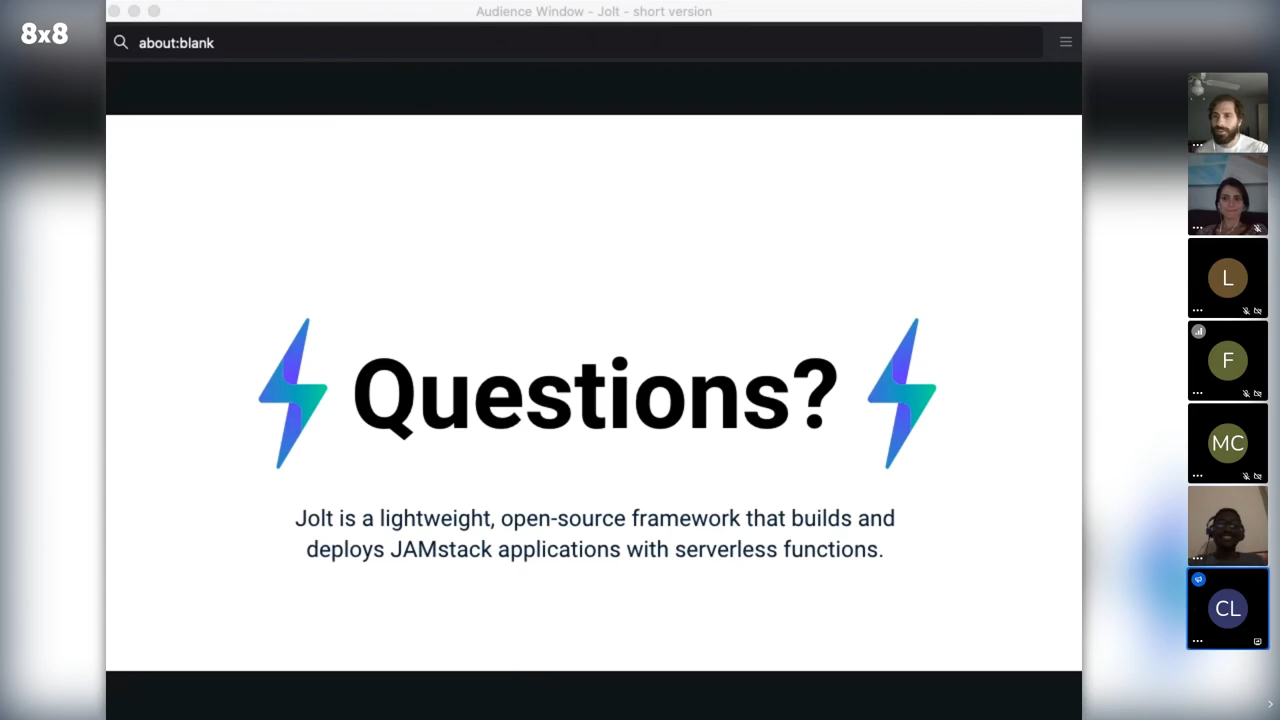 Audience Window - Jolt - short version
8x8
about:blank
Questions?
Jolt is a lightweight, open-source framework that builds and
deploys JAMstack applications with serverless functions.
L
F
MC
CL